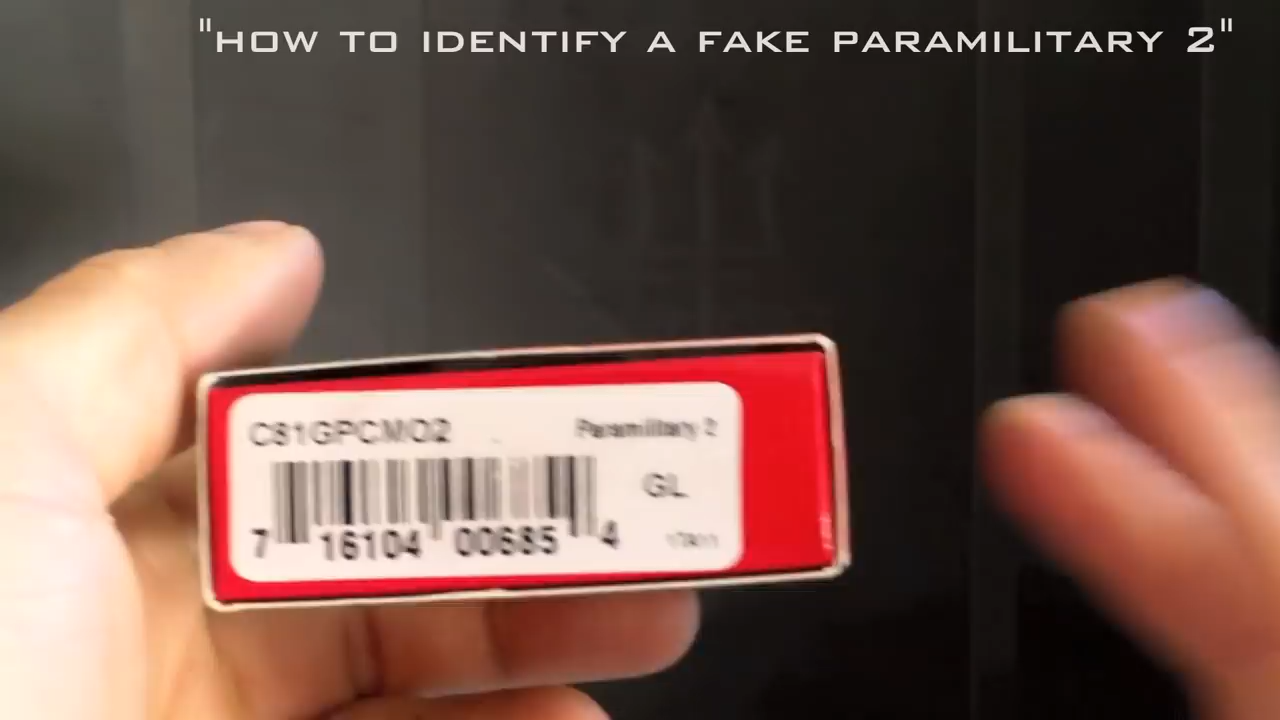 "HOW TO IDENTIFY A FAKE PARAMILITARY 2"
C81GPCMO2 Paramilitary 2
GL
7 16104 00685 4